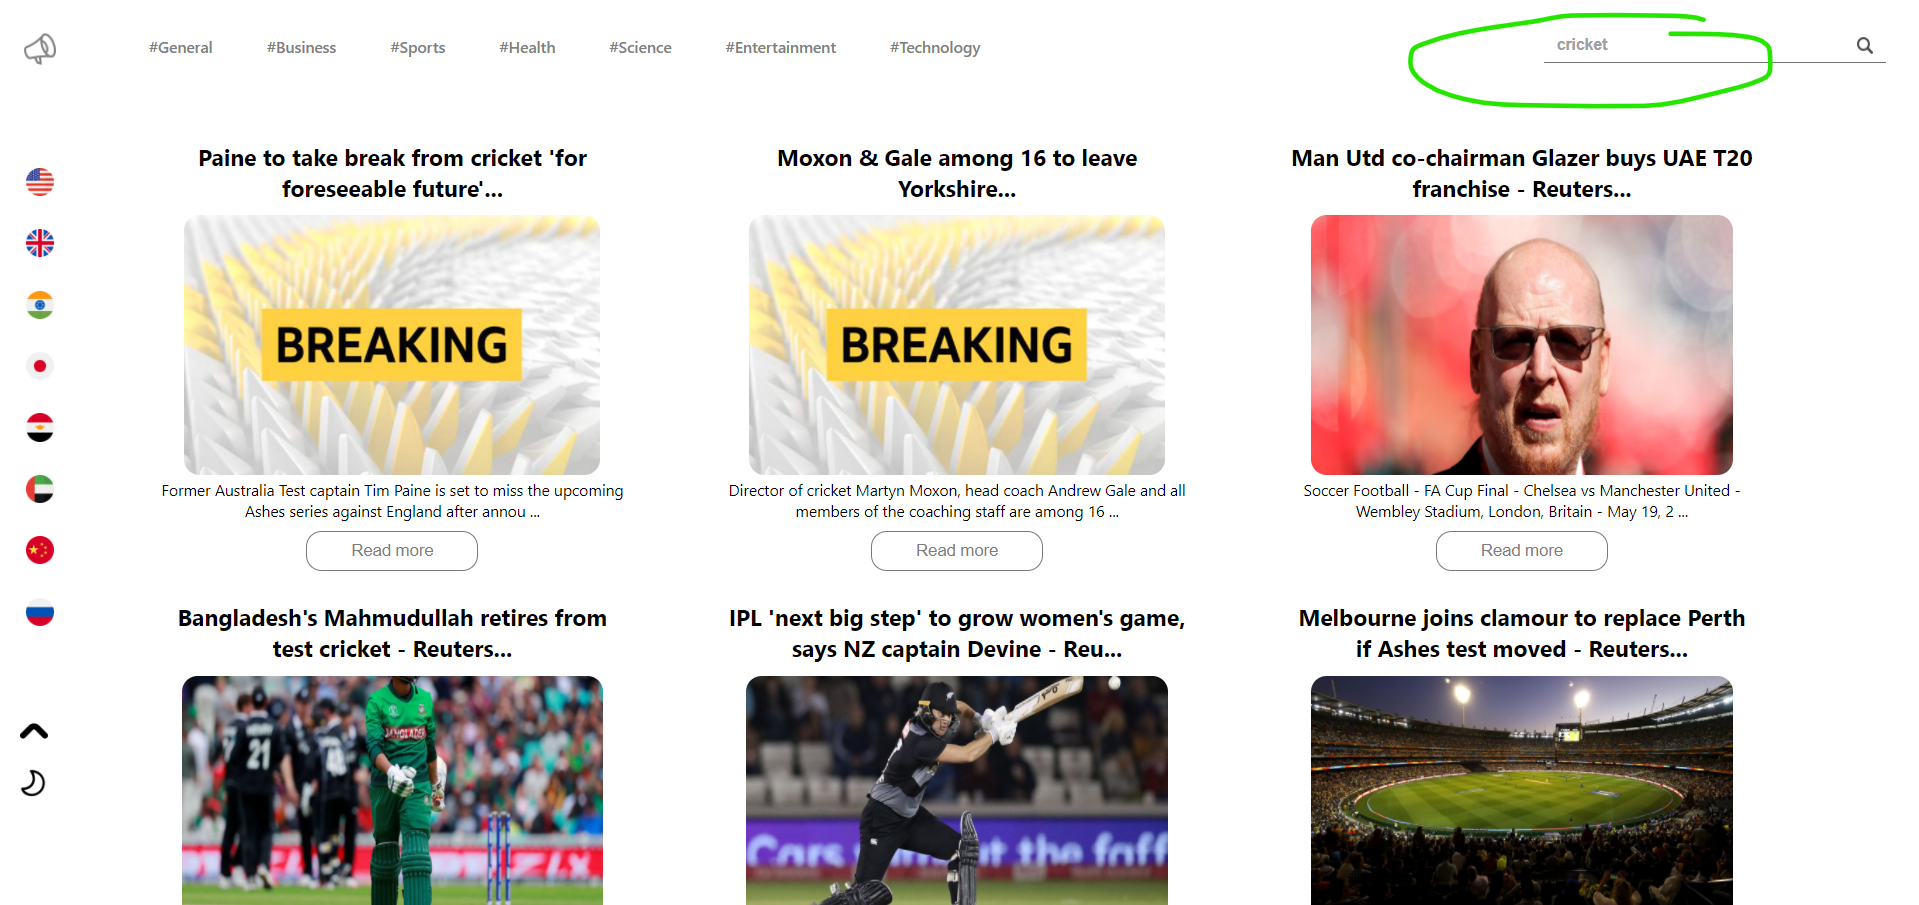 #General #Business #Sports #Health #Science #Entertainment #Technology
cricket
Paine to take break from cricket 'for
foreseeable future'...
BREAKING
Former Australia Test captain Tim Paine is set to miss the upcoming
Ashes series against England after annou ...
Read more
Moxon & Gale among 16 to leave
Yorkshire...
BREAKING
Director of cricket Martyn Moxon, head coach Andrew Gale and all
members of the coaching staff are among 16 ...
Read more
Man Utd co-chairman Glazer buys UAE T20
franchise - Reuters...
Soccer Football - FA Cup Final - Chelsea vs Manchester United -
Wembley Stadium, London, Britain - May 19, 2 ...
Read more
Bangladesh's Mahmudullah retires from
test cricket - Reuters...
21
IPL 'next big step' to grow women's game,
says NZ captain Devine - Reu...
Cars
ut the faff
Melbourne joins clamour to replace Perth
if Ashes test moved - Reuters...